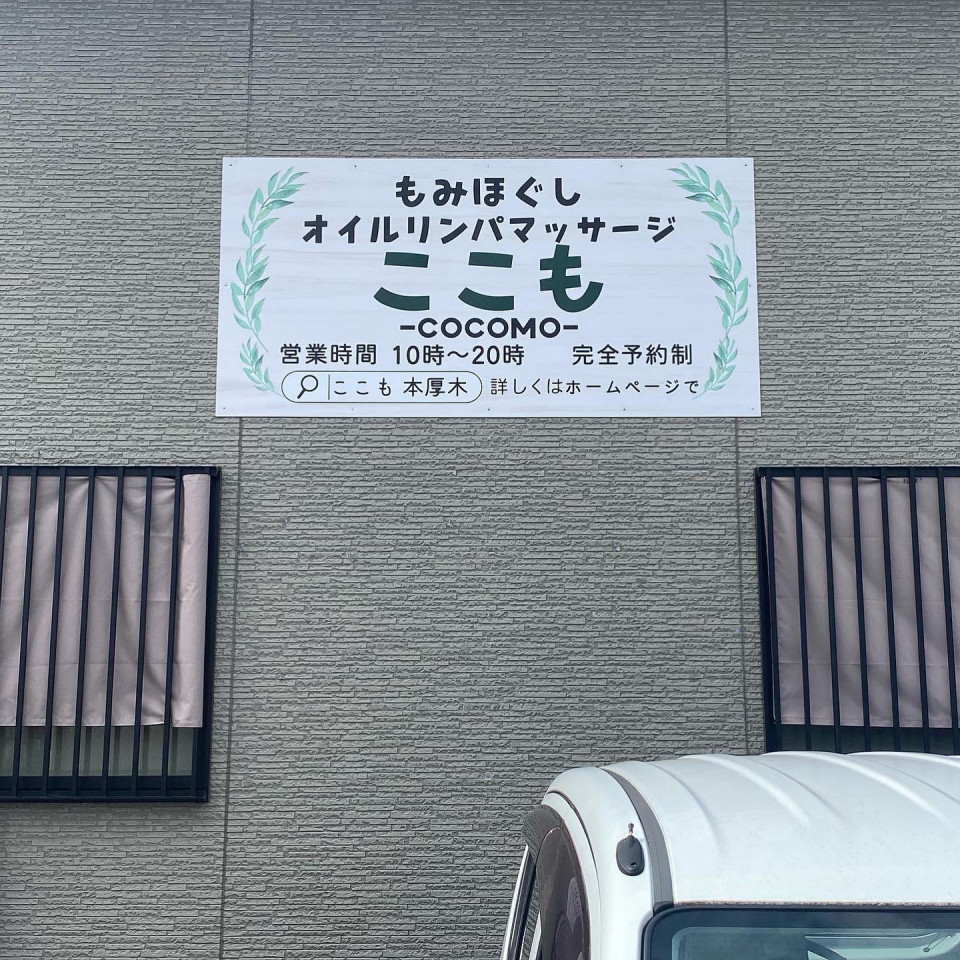 もみほぐし
オイルリンパマッサージ
ここも
-COCOMO-
営業時間 10時～20時 完全予約制
ここも 本厚木 詳しくはホームページで